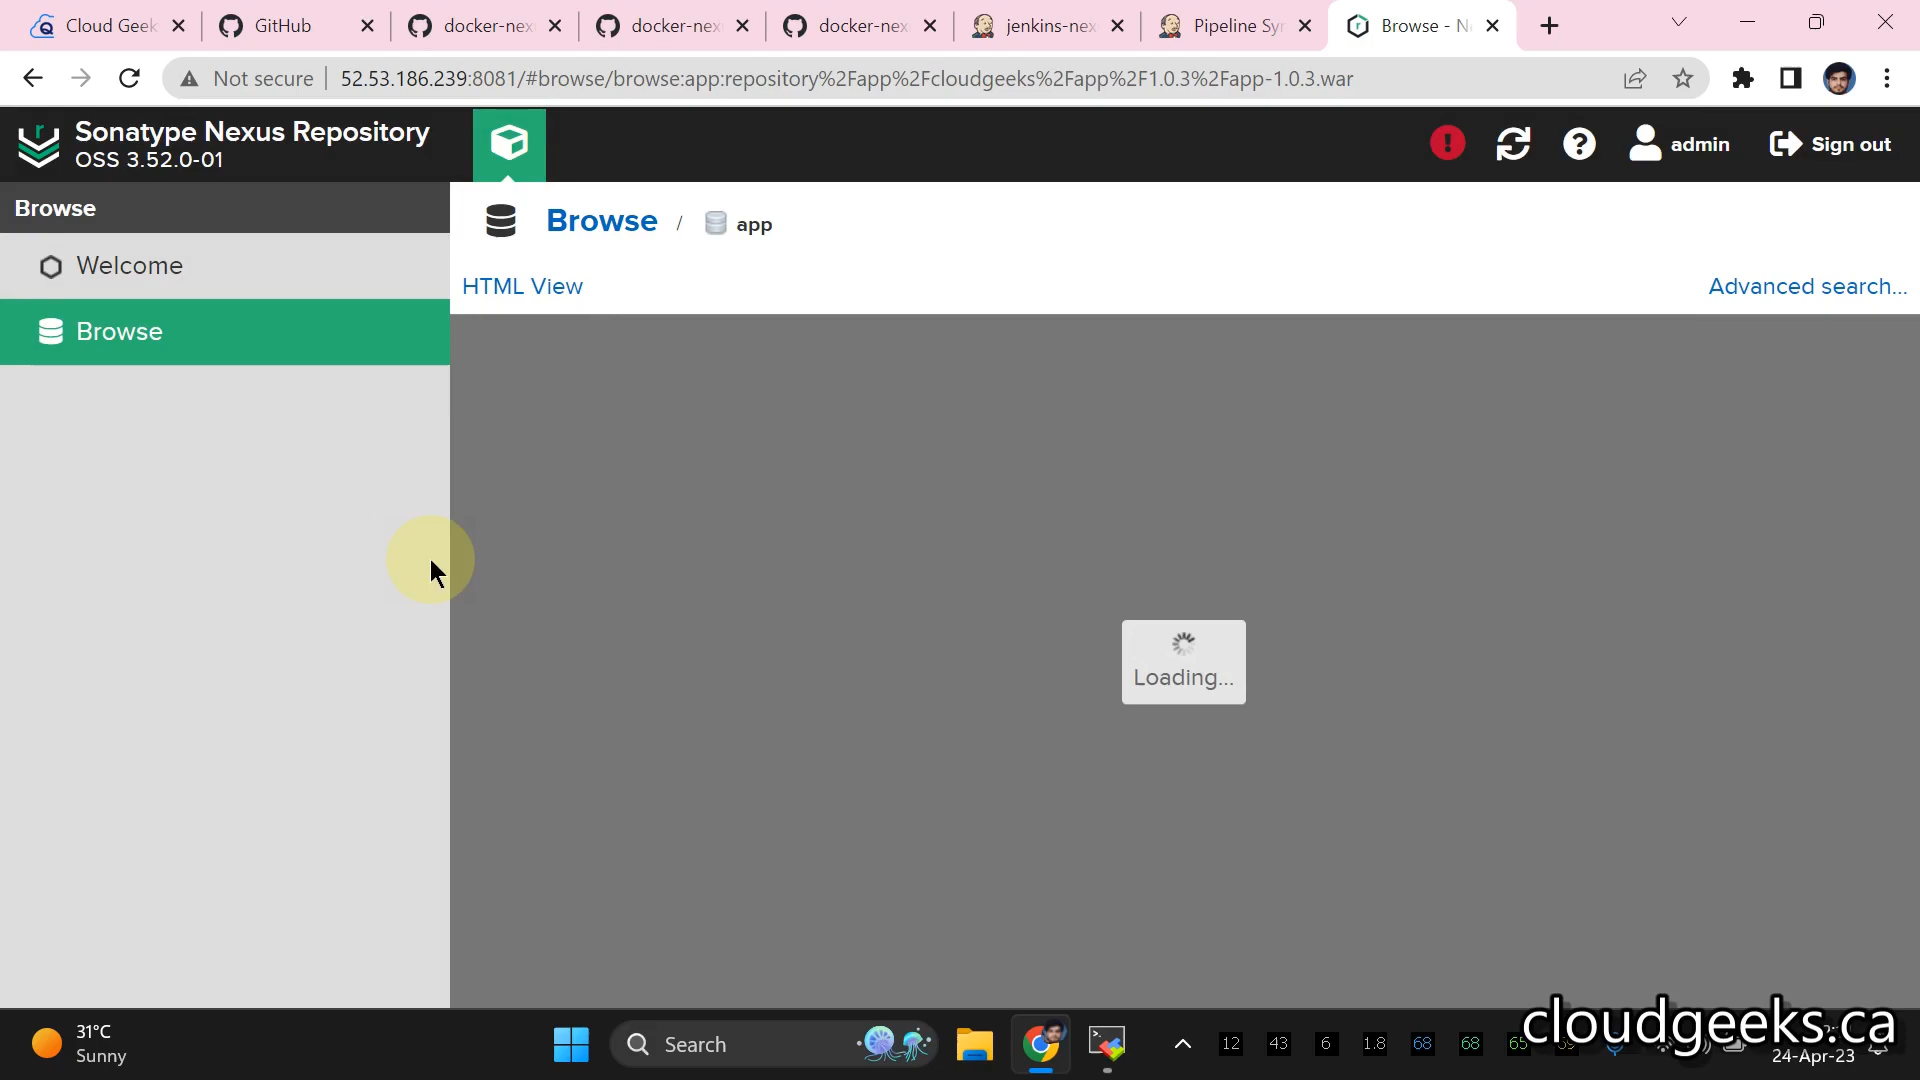 Cloud Geek
GitHub
docker-nex
docker-nex
docker-nex
jenkins-nex
Pipeline Syn
Browse - N
Not secure
52.53.186.239:8081/#browse/browse:app:repository%2Fapp%2Fcloudgeeks%2Fapp%2F1.0.3%2Fapp-1.0.3.war
Sonatype Nexus Repository
OSS 3.52.0-01
admin
Sign out
Browse
Welcome
Browse
Browse / app
HTML View
Advanced search...
Loading...
31°C
Sunny
Search
12
43
6
1.8
68
68
65
cloudgeeks.ca
24-Apr-23